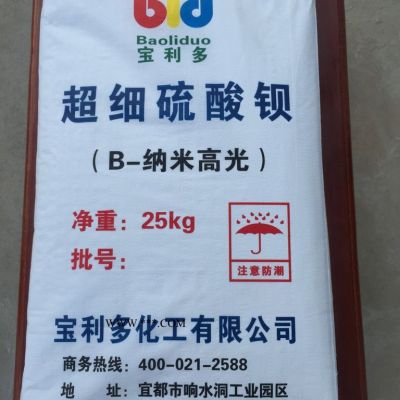 bld
Baoliduo
宝利多
超细硫酸钡
(B-纳米高光)
净重：25kg
批号：
注意防潮
宝利多化工有限公司
商务热线：400-021-2588
地 址：宜都市响水洞工业园区